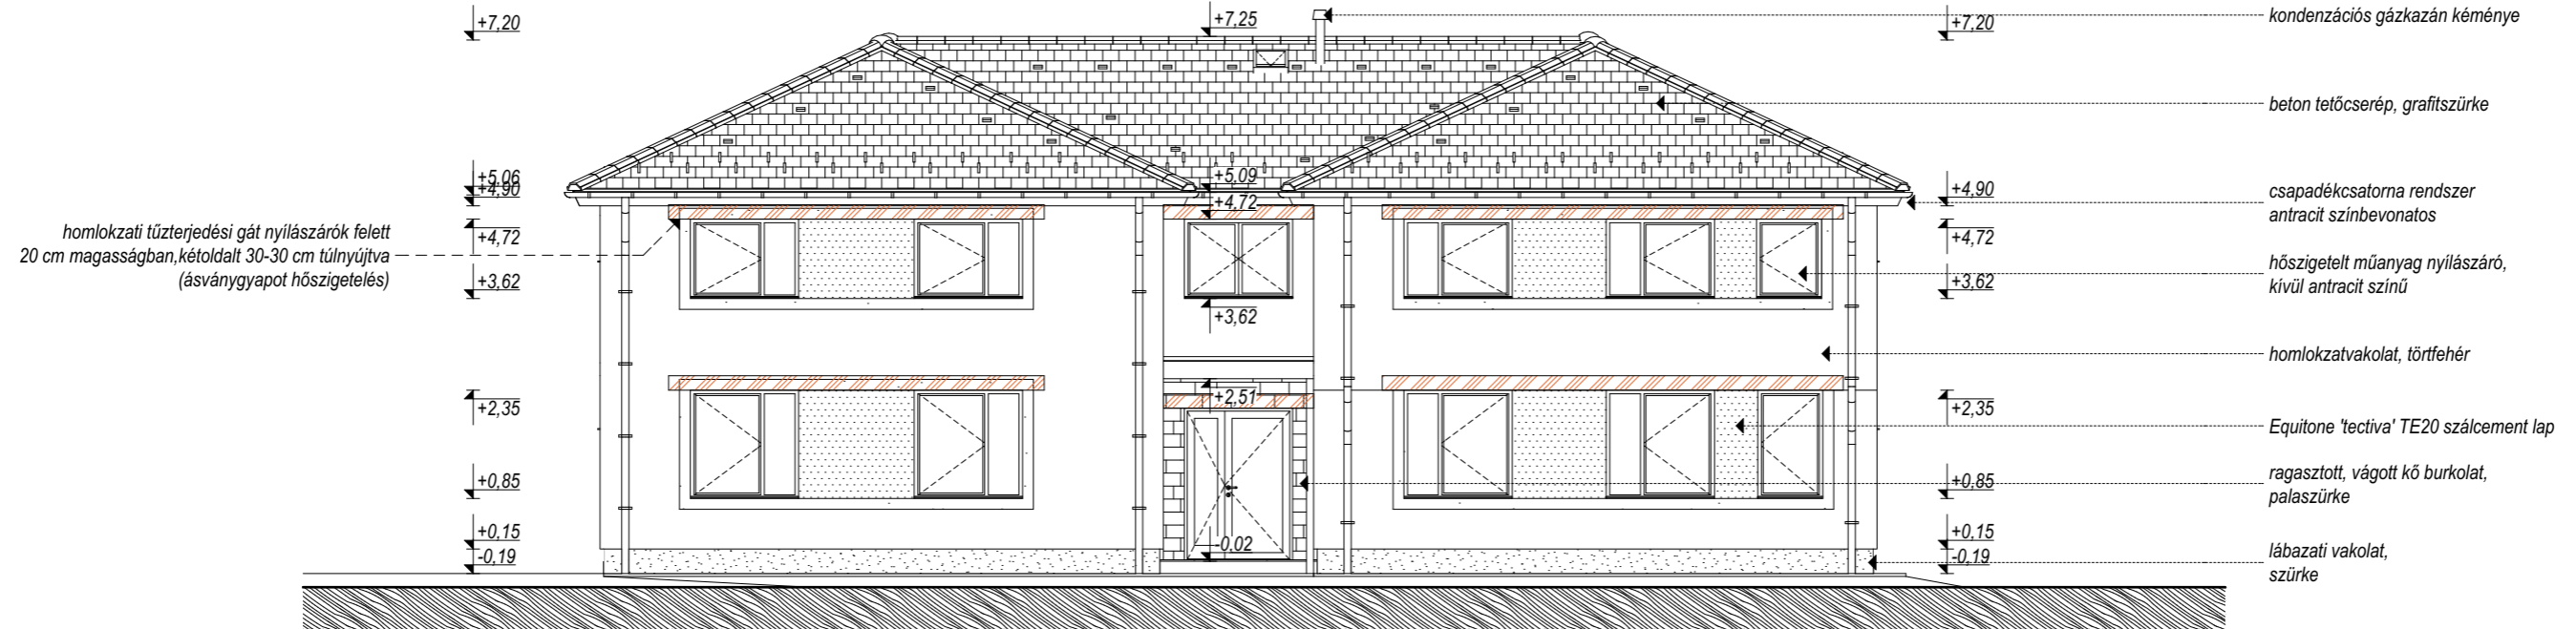 +7,20
+7,25
+7,20
kondenzációs gázkazán kéménye
beton tetőcserép, grafitszürke
+5,06
+4,90
+5,09
+4,72
+4,90
csapadékcsatorna rendszer
antracit színbevonatos
homlokzati tűzterjedési gát nyílászárók felett
20 cm magasságban,kétoldalt 30-30 cm túlnyújtva
(ásványgyapot hőszigetelés)
+4,72
+3,62
+3,62
+4,72
+3,62
hőszigetelt műanyag nyílászáró,
kívül antracit színű
homlokzatvakolat, törtfehér
+2,35
+2,51
+2,35
Equitone 'tectiva' TE20 szálcement lap
+0,85
+0,85
ragasztott, vágott kő burkolat,
palaszürke
+0,15
-0,19
-0,02
+0,15
-0,19
lábazati vakolat,
szürke